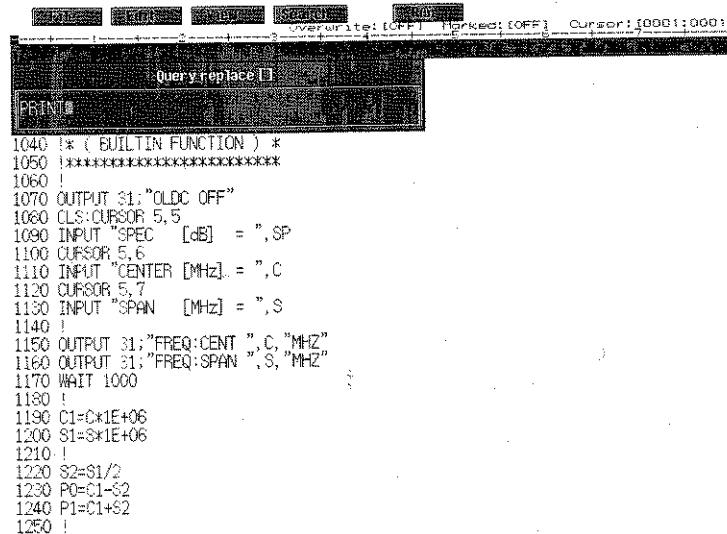 Search
Overwrite:[OFF] Marked:[OFF] Cursor:[0001:0001
Query replace []
PRINT
1040 !* ( BUILTIN FUNCTION ) *
1050 !*************************
1060 !
1070 OUTPUT 31;"OLDC OFF"
1080 CLS:CURSOR 5,5
1090 INPUT "SPEC [dB] = ",SP
1100 CURSOR 5,6
1110 INPUT "CENTER [MHz] = ",C
1120 CURSOR 5,7
1130 INPUT "SPAN [MHz] = ",S
1140 !
1150 OUTPUT 31;"FREQ:CENT ",C,"MHZ"
1160 OUTPUT 31;"FREQ:SPAN ",S,"MHZ"
1170 WAIT 1000
1180 !
1190 C1=C*1E+06
1200 S1=S*1E+06
1210 !
1220 S2=S1/2
1230 P0=C1-S2
1240 P1=C1+S2
1250 !